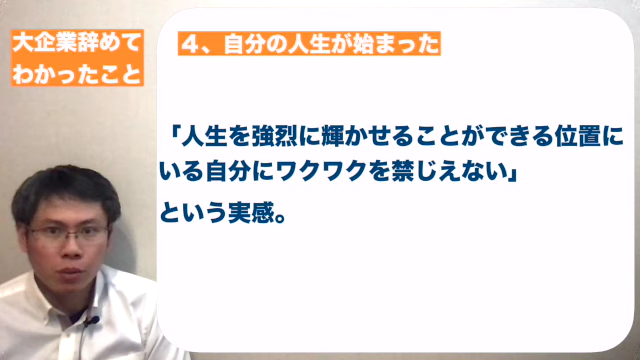 大企業辞めて
わかったこと
４、自分の人生が始まった
「人生を強烈に輝かせることができる位置に
いる自分にワクワクを禁じえない」
という実感。